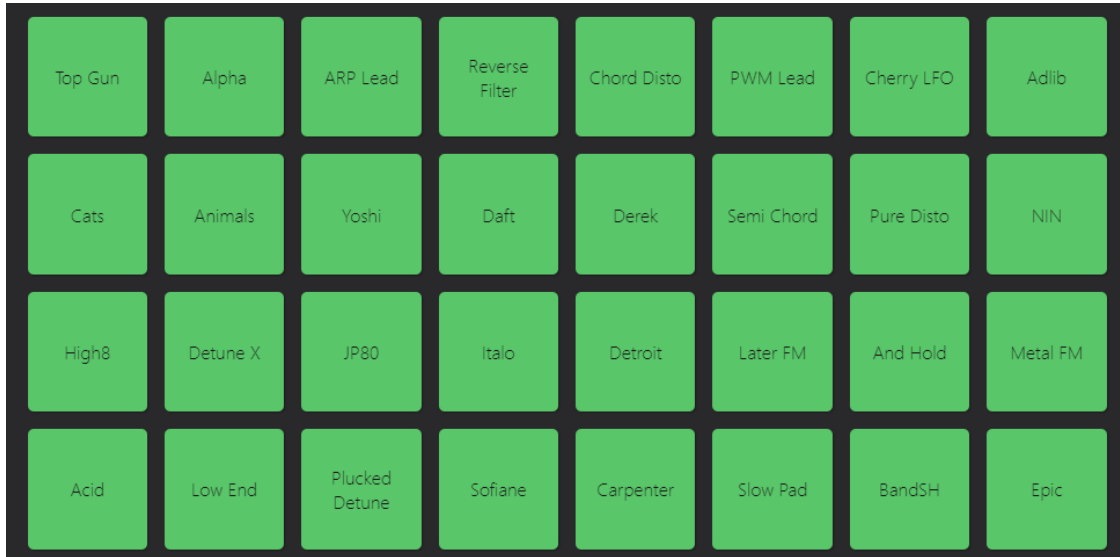 Top Gun
Alpha
ARP Lead
Reverse
Filter
Chord Disto
PWM Lead
Cherry LFO
Adlib
Cats
Animals
Yoshi
Daft
Derek
Semi Chord
Pure Disto
NIN
High8
Detune X
JP80
Italo
Detroit
Later FM
And Hold
Metal FM
Acid
Low End
Plucked
Detune
Sofiane
Carpenter
Slow Pad
BandSH
Epic